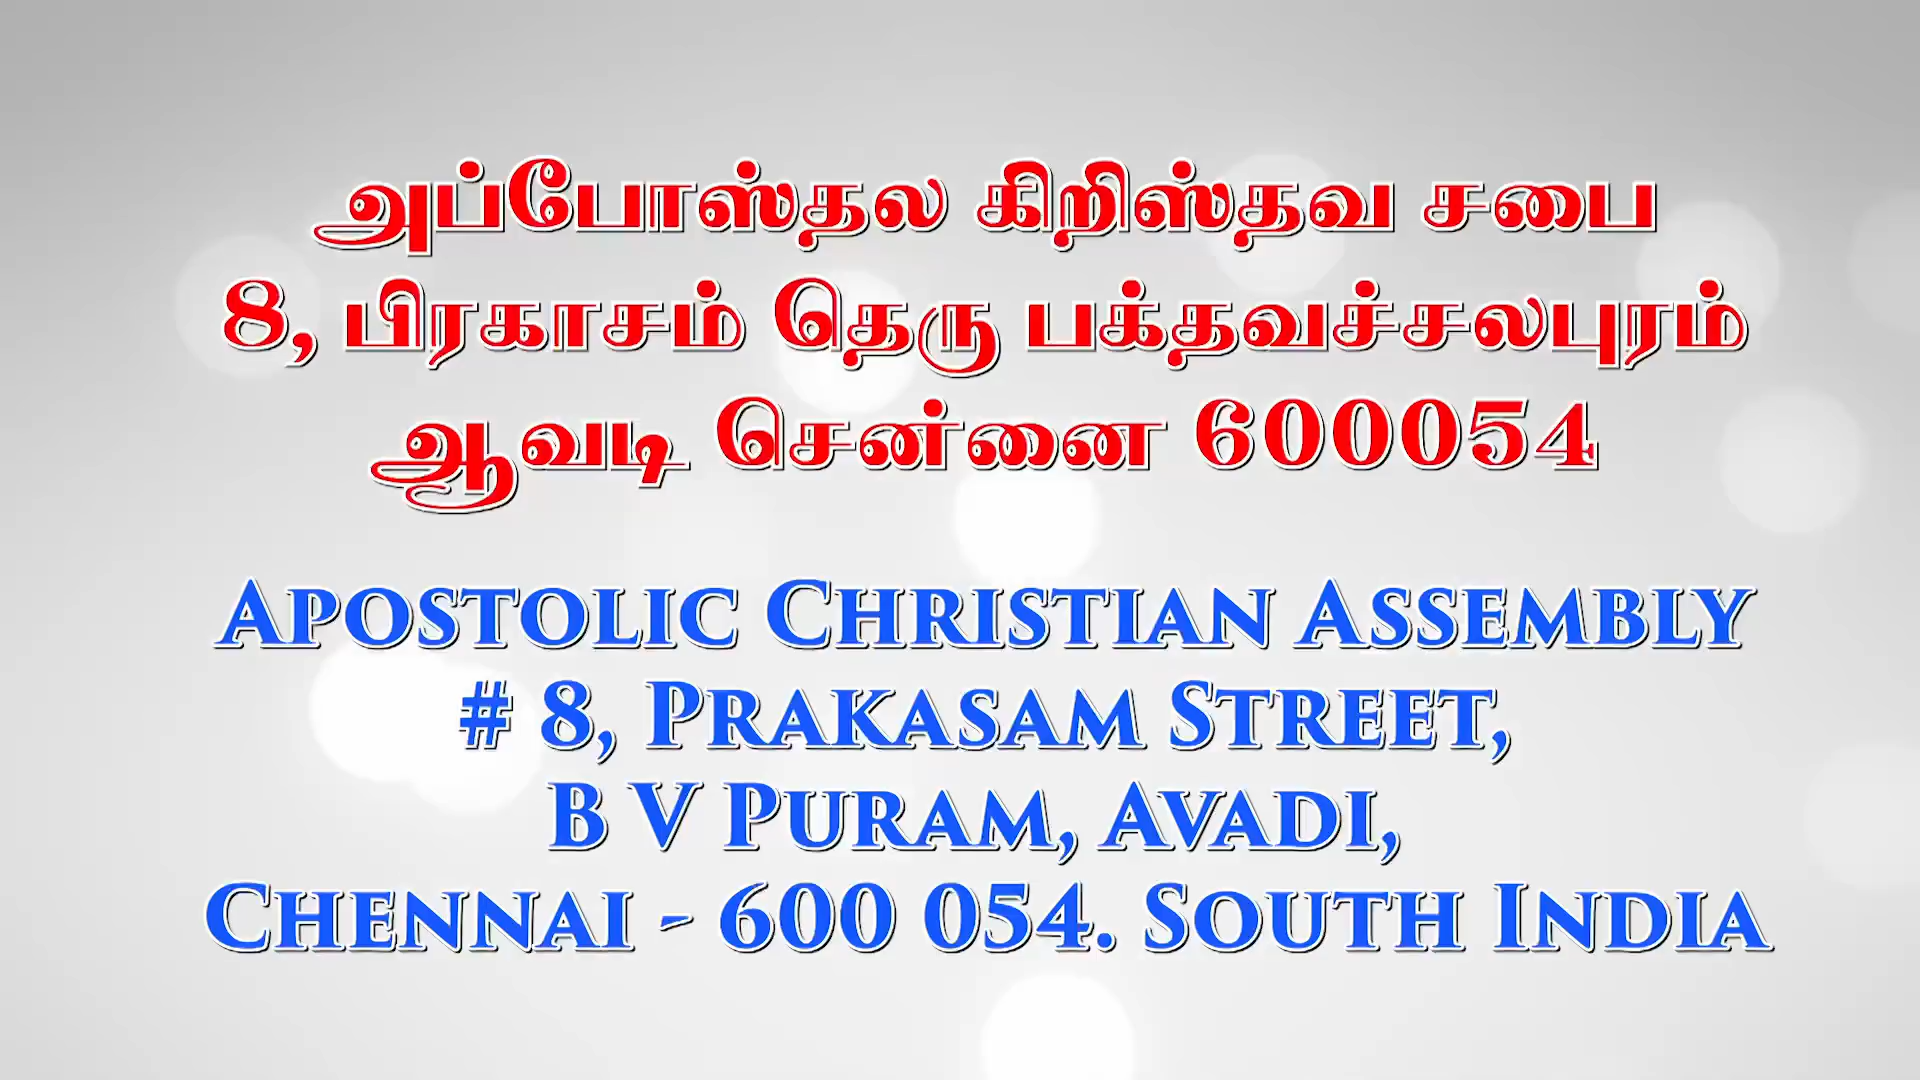 அப்போஸ்தல கிறிஸ்தவ சபை
8, பிரகாசம் தெரு பக்தவச்சலபுரம்
ஆவடி சென்னை 600054
Apostolic Christian Assembly
# 8, Prakasam Street,
B V Puram, Avadi,
Chennai - 600 054. South India